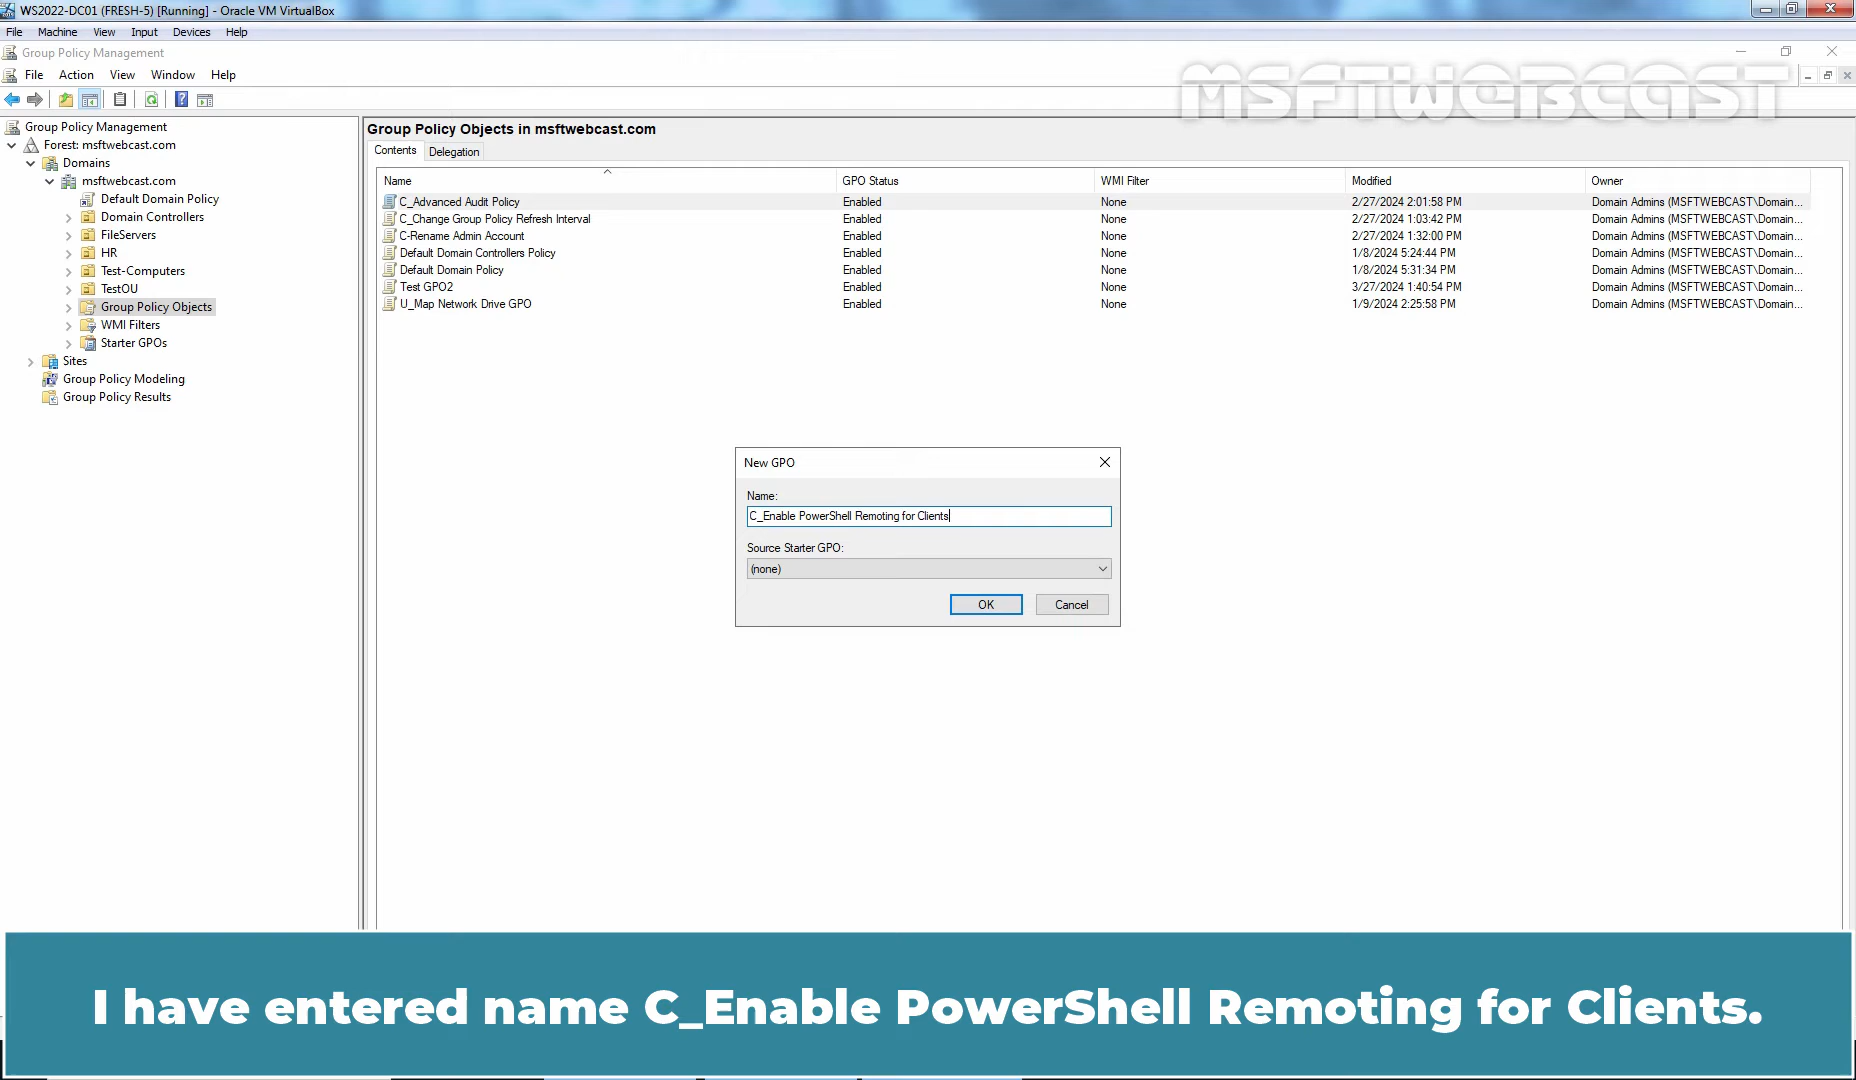 WS2022-DC01 (FRESH-5) [Running] - Oracle VM VirtualBox
File Machine View Input Devices Help
Group Policy Management
File Action View Window Help
MSFTWEBCAST
Group Policy Management
Forest: msftwebcast.com
Domains
msftwebcast.com
Default Domain Policy
Domain Controllers
FileServers
HR
Test-Computers
TestOU
Group Policy Objects
WMI Filters
Starter GPOs
Sites
Group Policy Modeling
Group Policy Results
Group Policy Objects in msftwebcast.com
Contents Delegation
Name GPO Status WMI Filter Modified Owner
C_Advanced Audit Policy Enabled None 2/27/2024 2:01:58 PM Domain Admins (MSFTWEBCAST\Domain...
C_Change Group Policy Refresh Interval Enabled None 2/27/2024 1:03:42 PM Domain Admins (MSFTWEBCAST\Domain...
C-Rename Admin Account Enabled None 2/27/2024 1:32:00 PM Domain Admins (MSFTWEBCAST\Domain...
Default Domain Controllers Policy Enabled None 1/8/2024 5:24:44 PM Domain Admins (MSFTWEBCAST\Domain...
Default Domain Policy Enabled None 1/8/2024 5:31:34 PM Domain Admins (MSFTWEBCAST\Domain...
Test GPO2 Enabled None 3/27/2024 1:40:54 PM Domain Admins (MSFTWEBCAST\Domain...
U_Map Network Drive GPO Enabled None 1/9/2024 2:25:58 PM Domain Admins (MSFTWEBCAST\Domain...
New GPO
Name:
C_Enable PowerShell Remoting for Clients
Source Starter GPO:
(none)
OK Cancel
I have entered name C_Enable PowerShell Remoting for Clients.